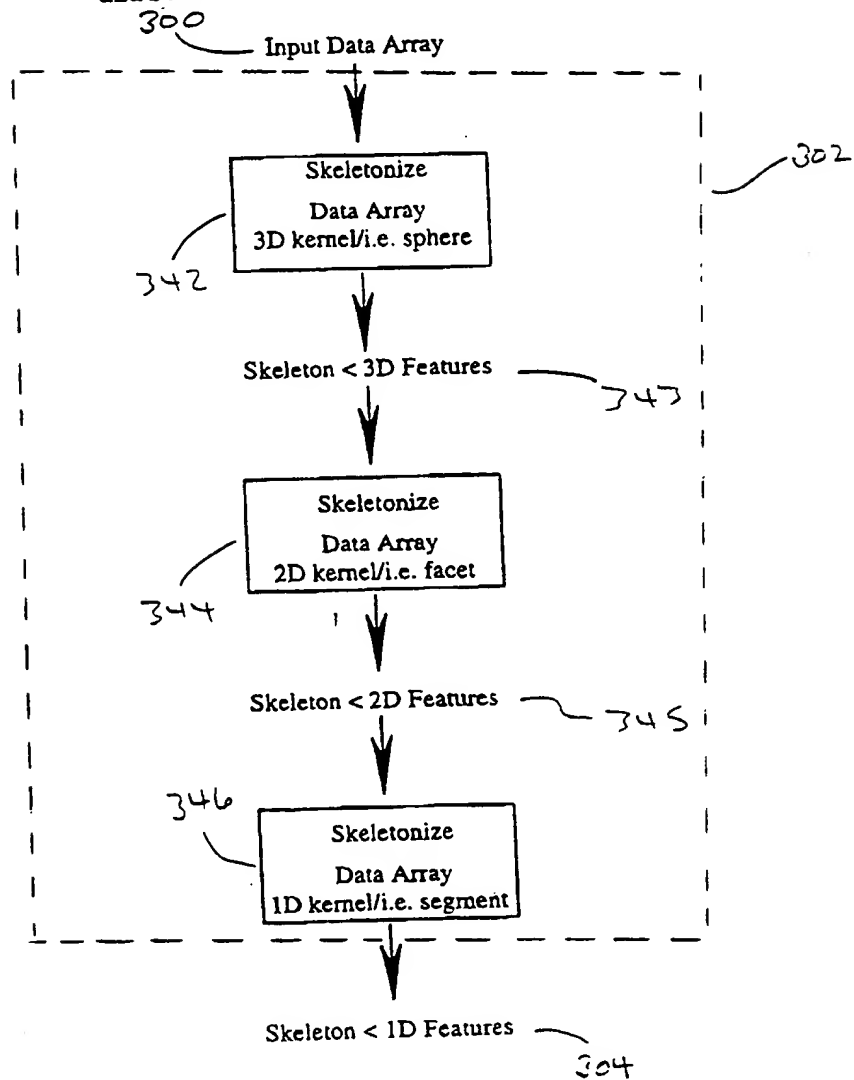 300
Input Data Array
302
Skeletonize
Data Array
3D kernel/i.e. sphere
342
Skeleton < 3D Features
343
Skeletonize
Data Array
2D kernel/i.e. facet
344
Skeleton < 2D Features
345
346
Skeletonize
Data Array
1D kernel/i.e. segment
Skeleton < 1D Features
304